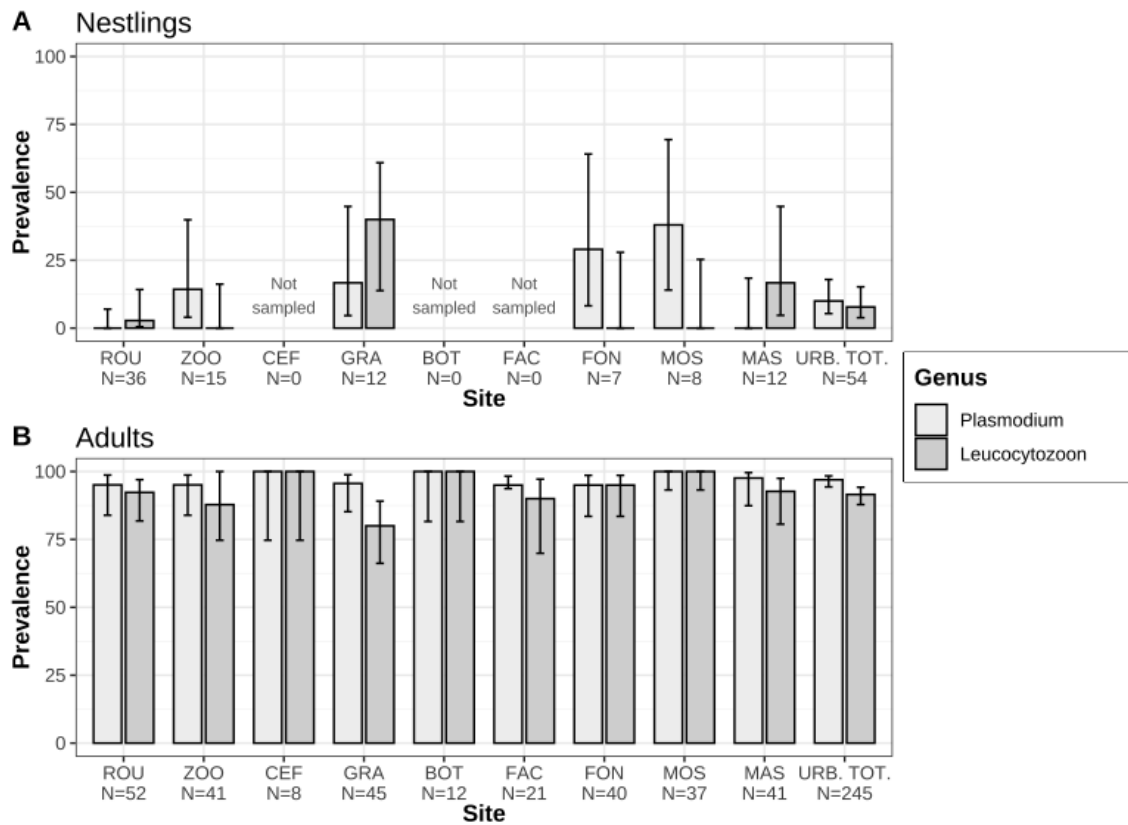 A Nestlings
100
75
50
25
0
Prevalence
Not Not Not
sampled sampled sampled
ROU ZOO CEF GRA BOT FAC FON MOS MAS URB. TOT.
N=36 N=15 N=0 N=12 N=0 N=0 N=7 N=8 N=12 N=54
Site
Genus
Plasmodium
Leucocytozoon
B Adults
100
75
50
25
0
Prevalence
ROU ZOO CEF GRA BOT FAC FON MOS MAS URB. TOT.
N=52 N=41 N=8 N=45 N=12 N=21 N=40 N=37 N=41 N=245
Site